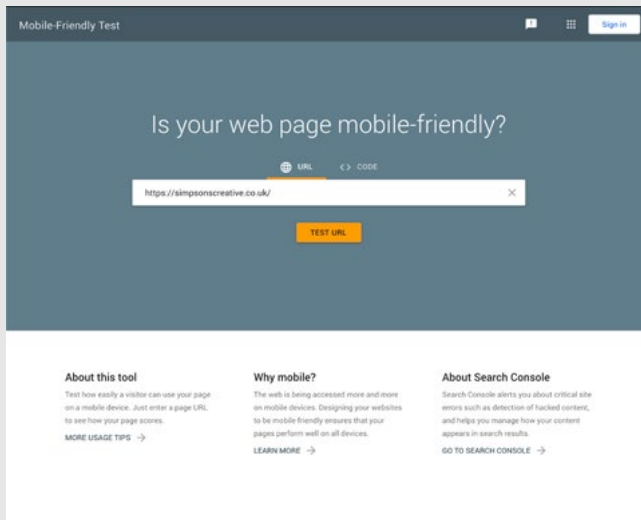 Mobile-Friendly Test
Sign in
Is your web page mobile-friendly?
URL
<> CODE
https://simpsonscreative.co.uk/
TEST URL
About this tool
Test how easily a visitor can use your page
on a mobile device. Just enter a page URL
to see how your page scores.
MORE USAGE TIPS →
Why mobile?
The web is being accessed more and more
on mobile devices. Designing your websites
to be mobile friendly ensures that your
pages perform well on all devices.
LEARN MORE →
About Search Console
Search Console alerts you about critical site
errors such as detection of hacked content,
and helps you manage how your content
appears in search results.
GO TO SEARCH CONSOLE →